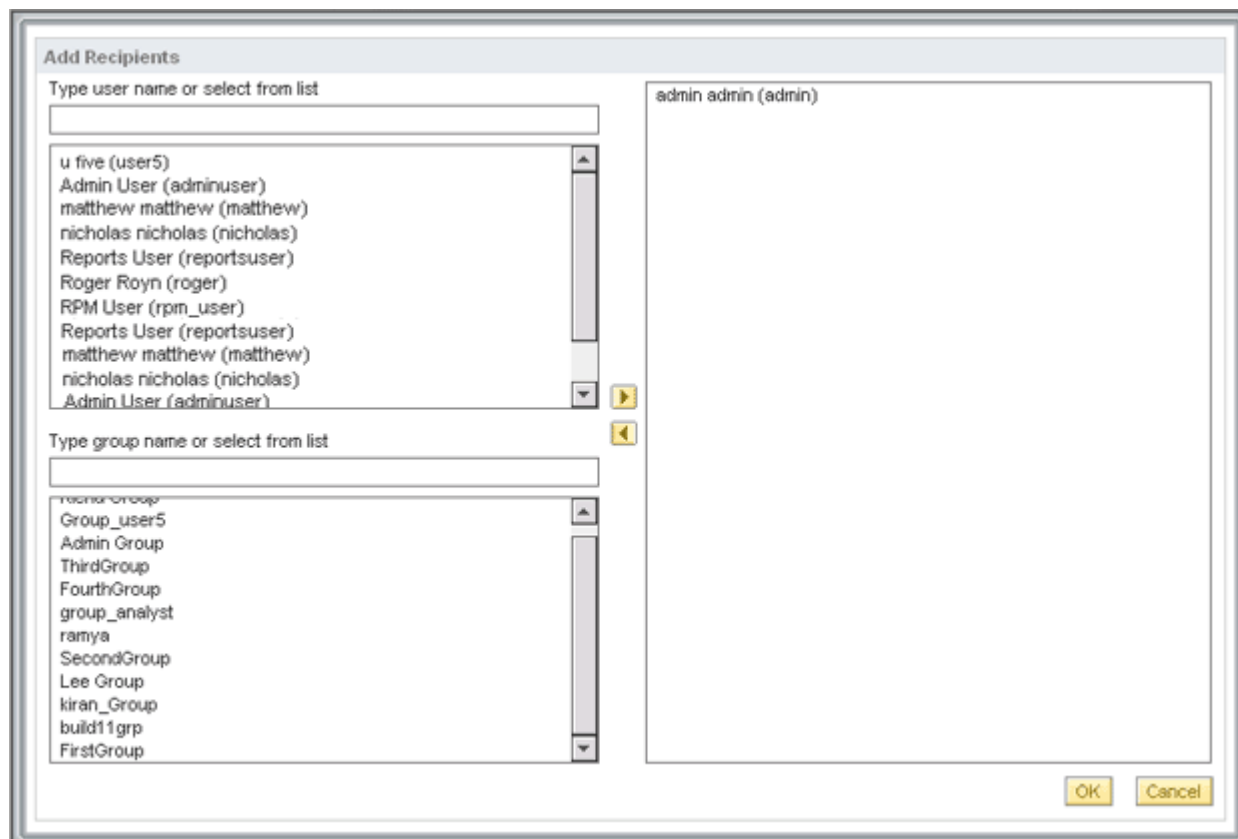 Add Recipients
Type user name or select from list
u five (user5)
Admin User (adminuser)
matthew matthew (matthew)
nicholas nicholas (nicholas)
Reports User (reportsuser)
Roger Royn (roger)
RPM User (rpm_user)
Reports User (reportsuser)
matthew matthew (matthew)
nicholas nicholas (nicholas)
Admin User (adminuser)
Type group name or select from list
Group
Group_user5
Admin Group
ThirdGroup
FourthGroup
group_analyst
ramya
SecondGroup
Lee Group
kiran_Group
build11grp
FirstGroup
admin admin (admin)
OK
Cancel